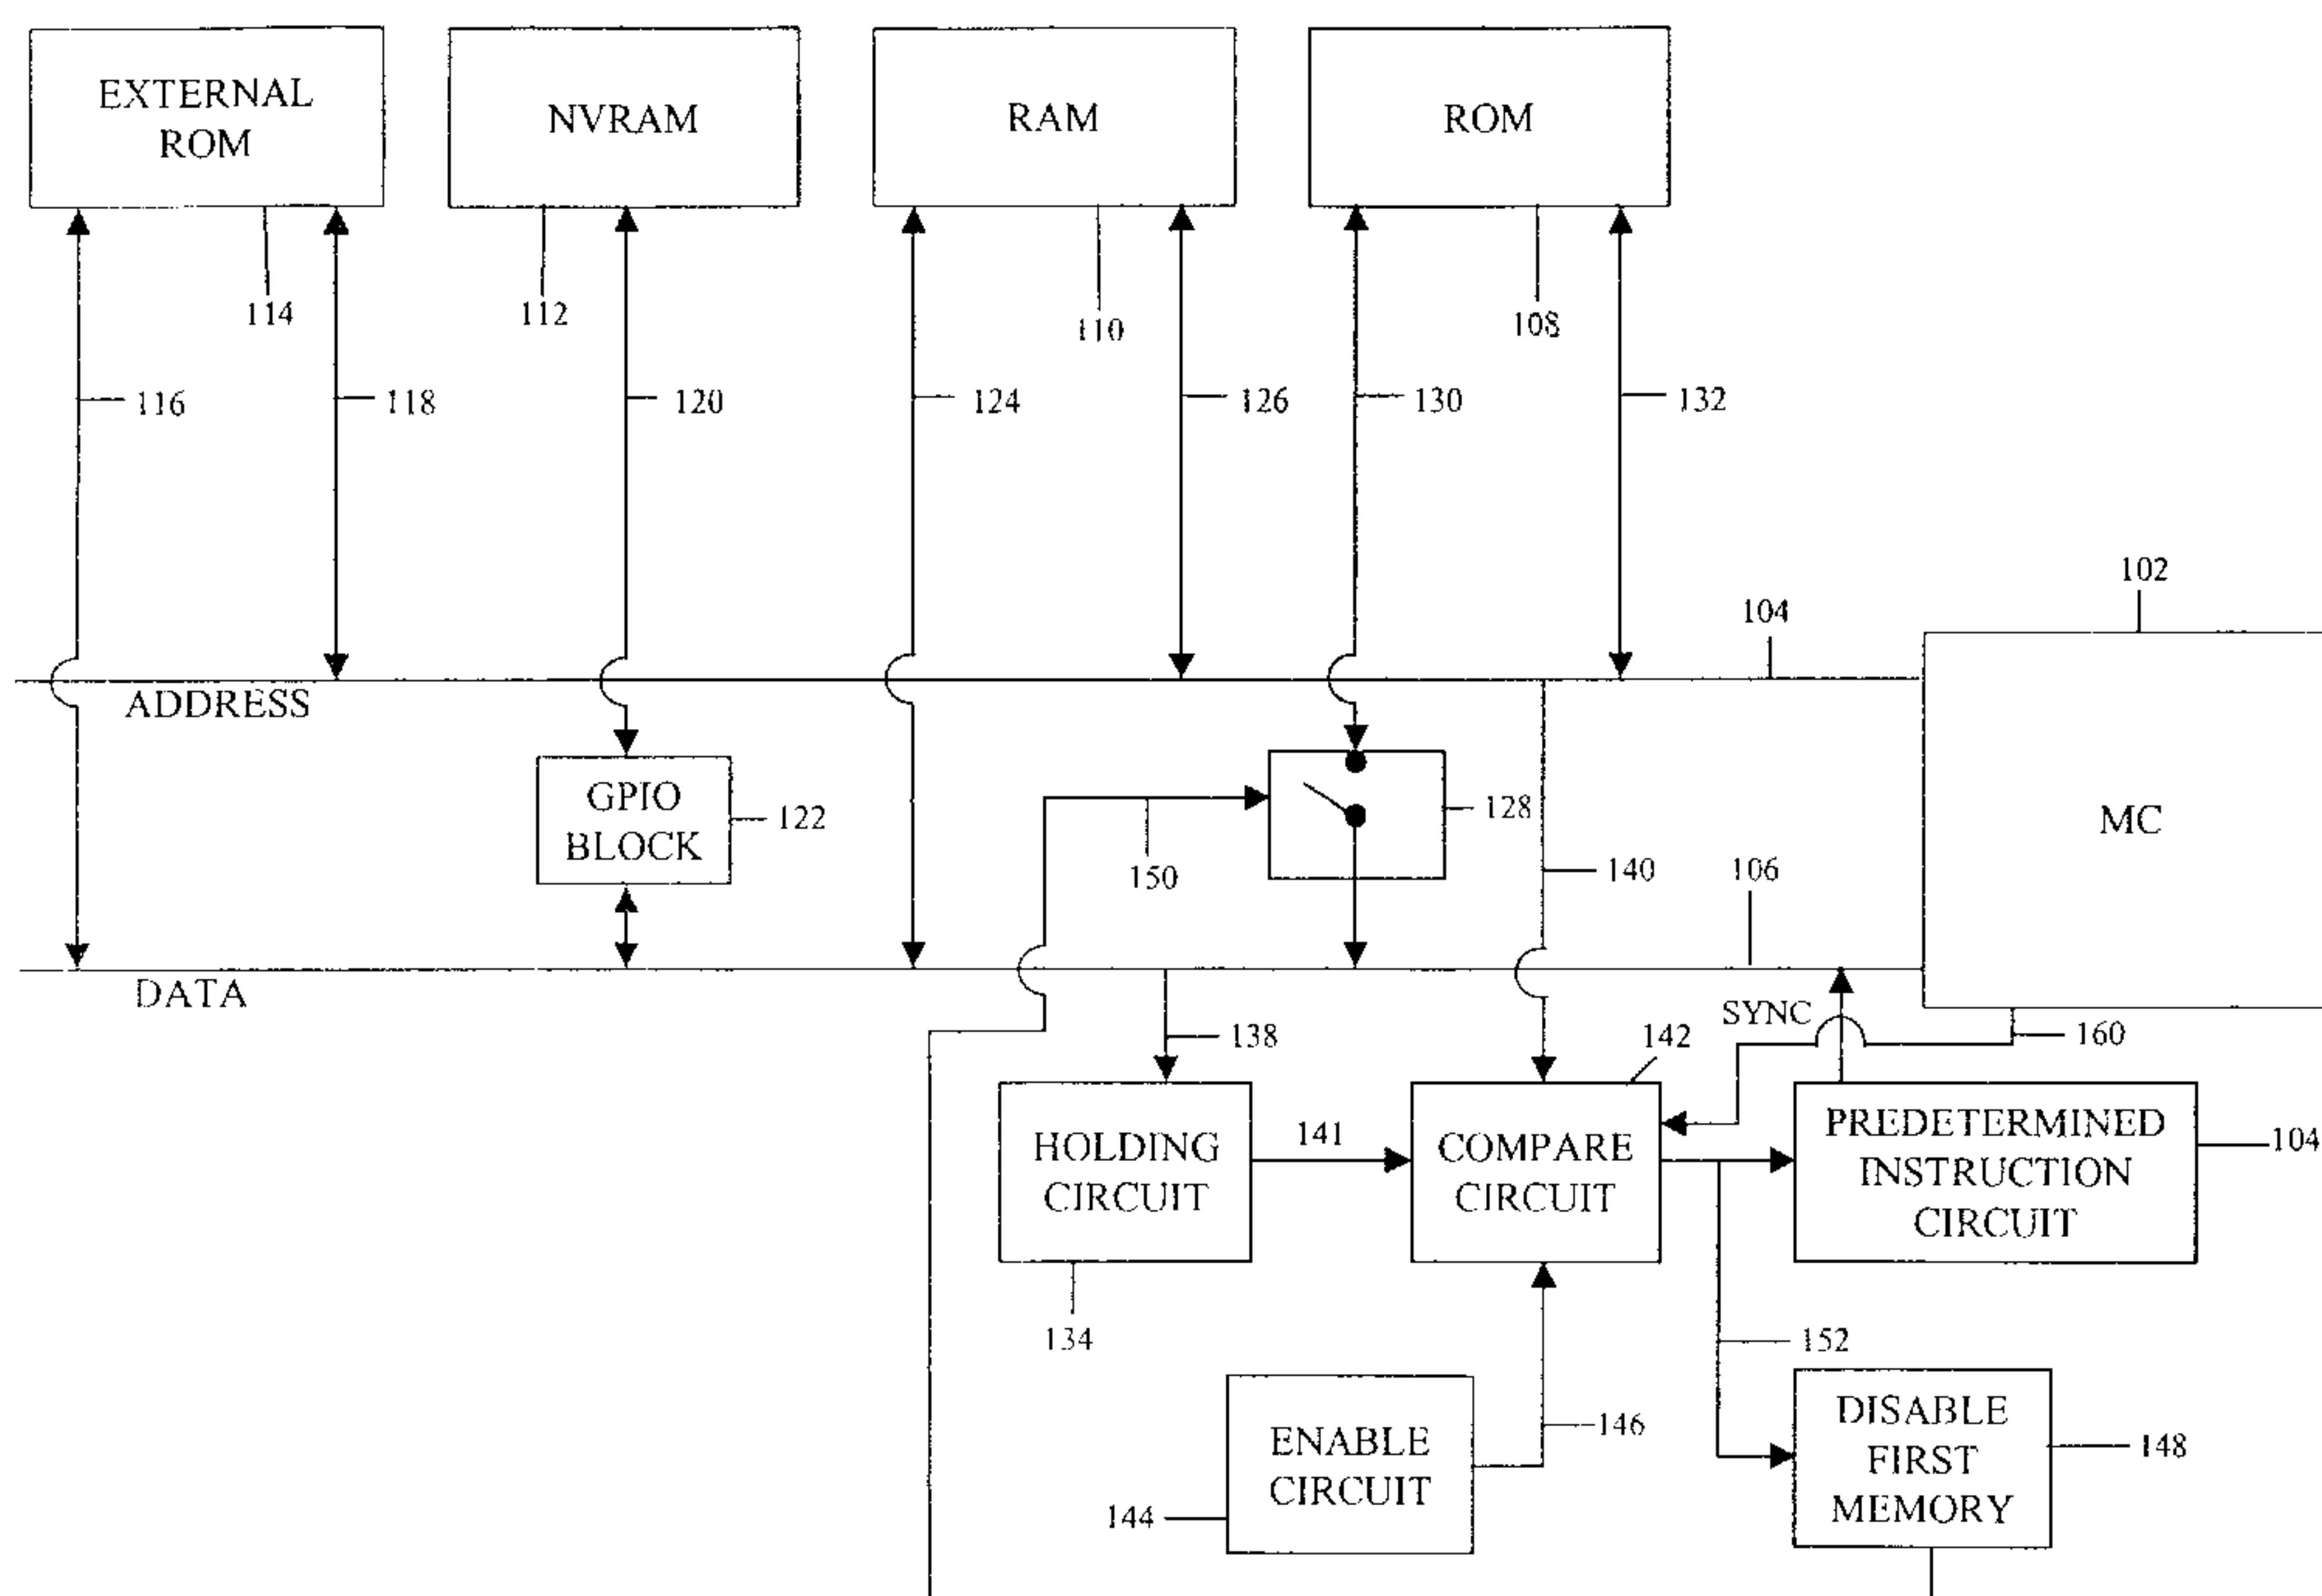 EXTERNAL
ROM
NVRAM
RAM
ROM
114
112
110
108
116
118
120
124
126
130
132
102
104
ADDRESS
MC
GPIO
BLOCK
122
128
150
140
106
DATA
SYNC
138
142
160
HOLDING
CIRCUIT
141
COMPARE
CIRCUIT
PREDETERMINED
INSTRUCTION
CIRCUIT
104
134
152
ENABLE
CIRCUIT
146
144
DISABLE
FIRST
MEMORY
148